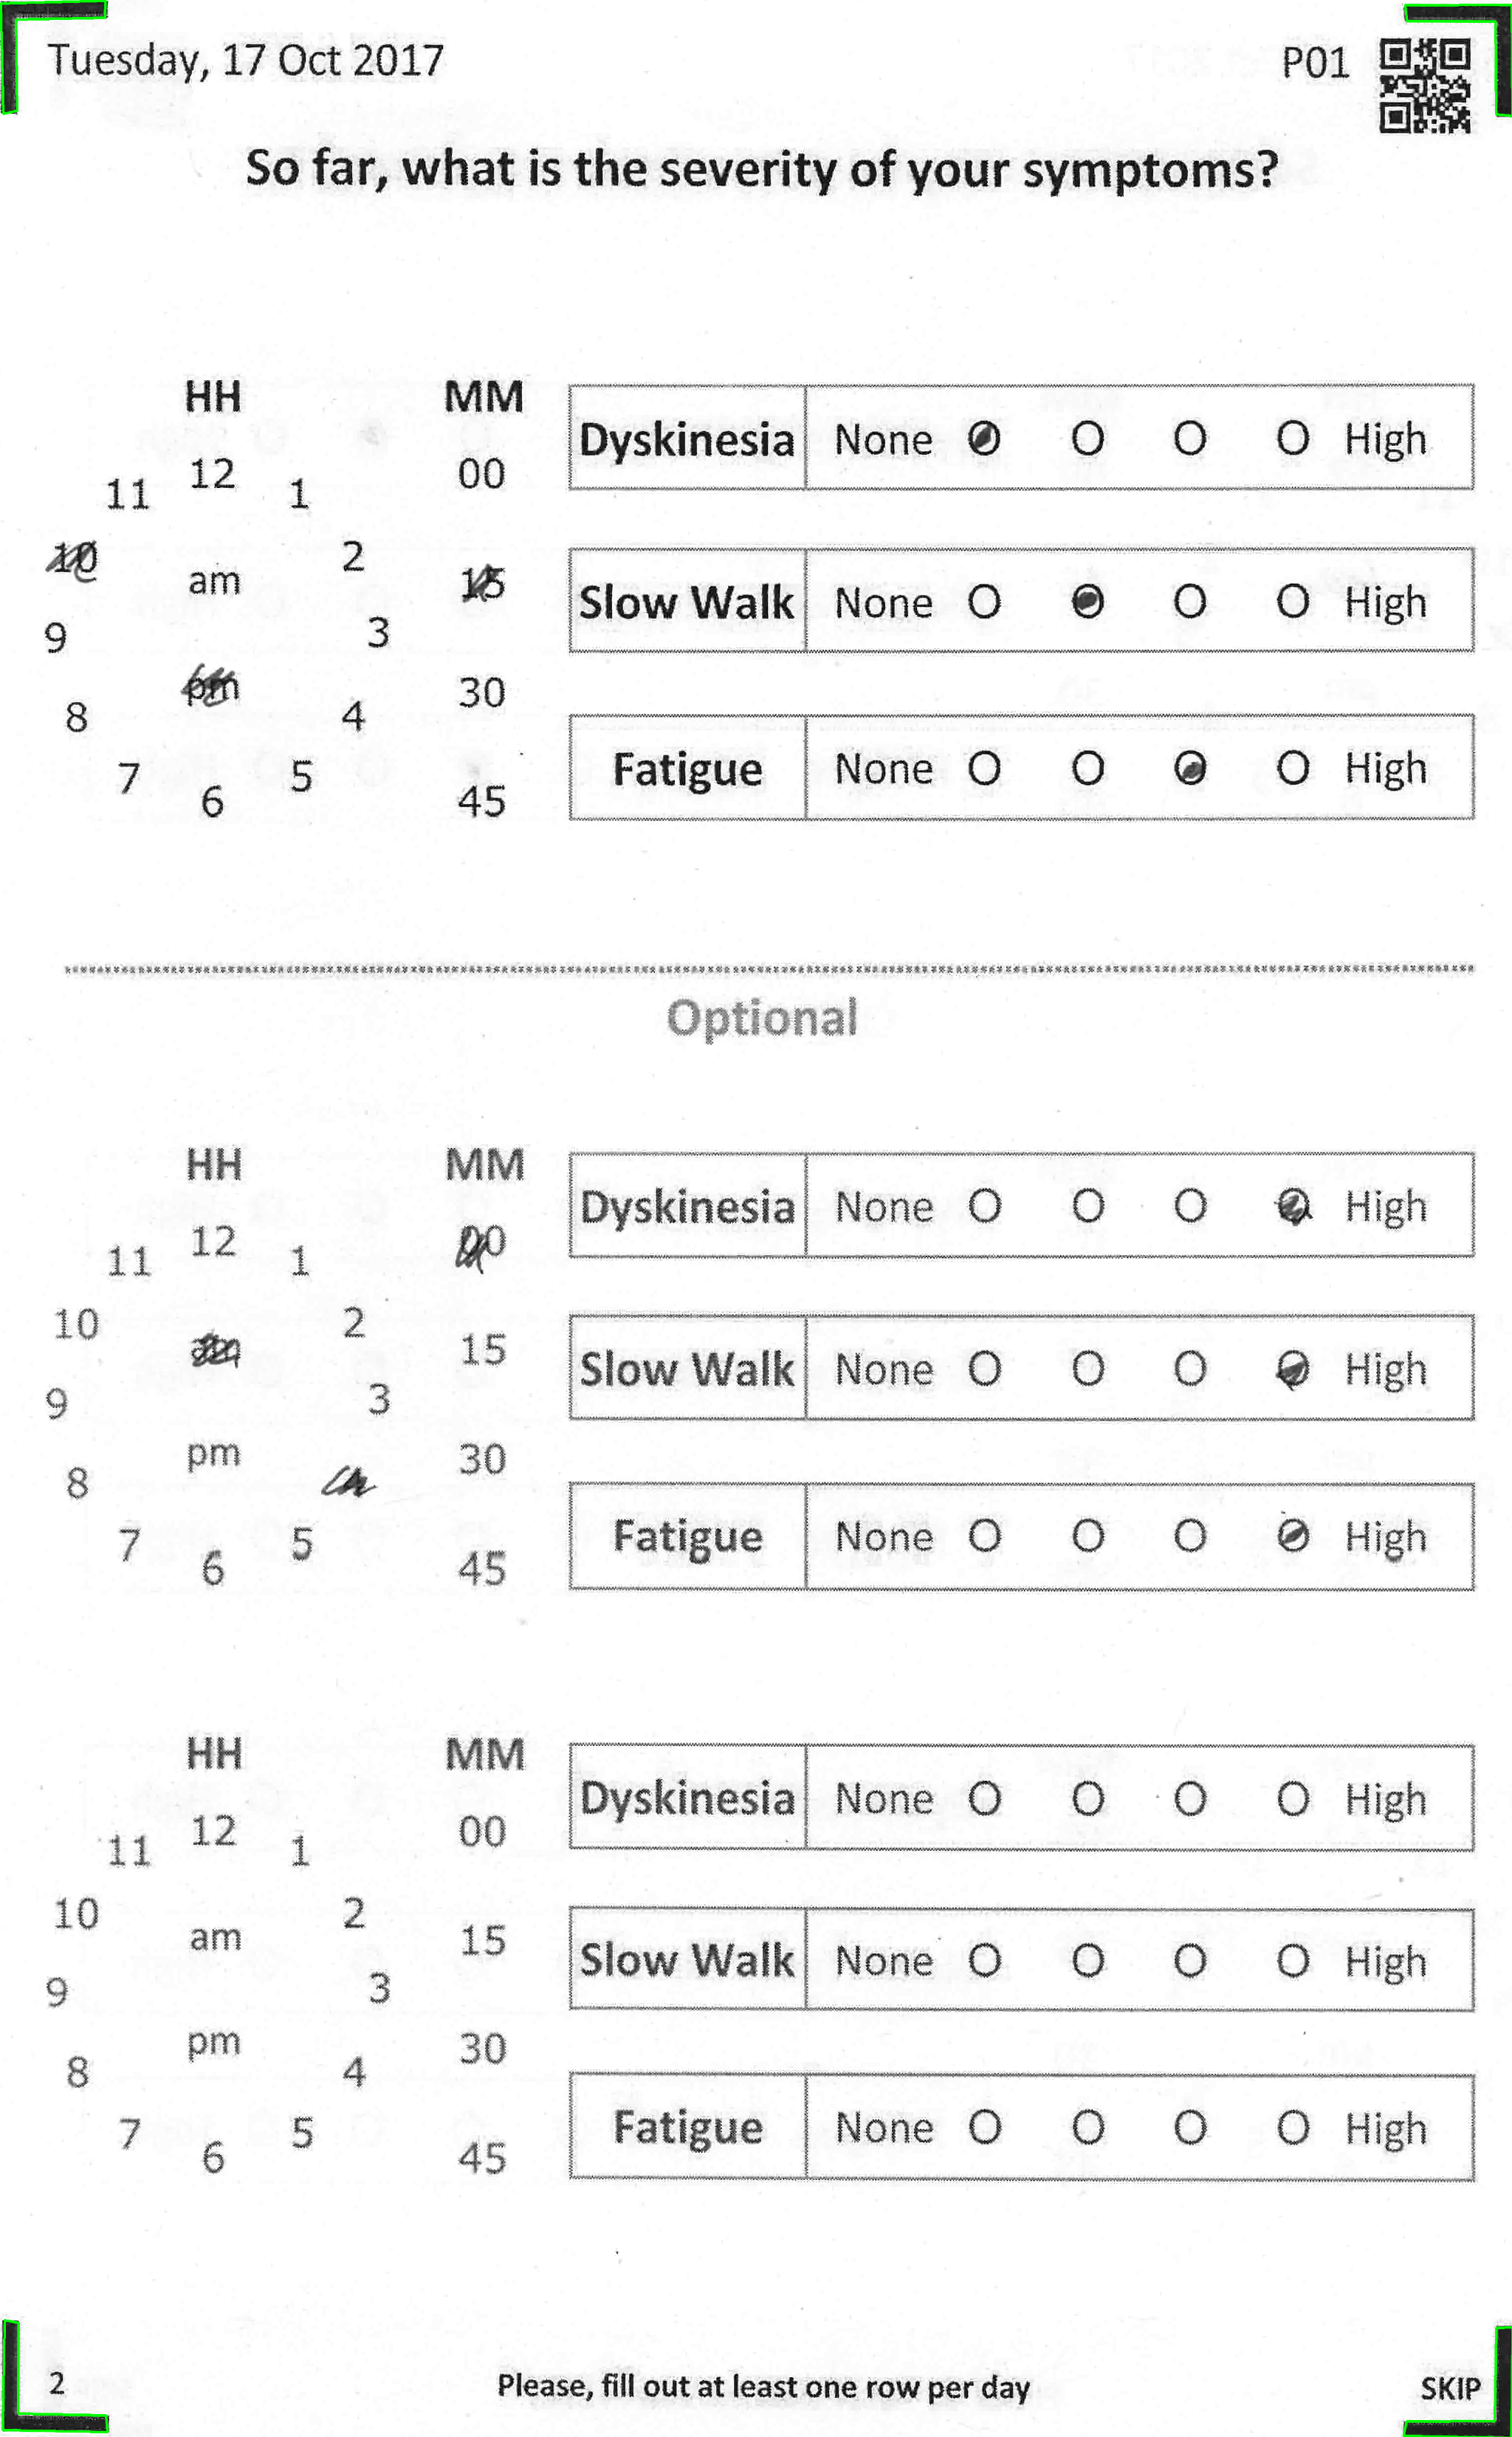 Tuesday, 17 Oct 2017 P01
So far, what is the severity of your symptoms?
HH MM
12 00
11 1
10 2
am 15
9 3
pm 30
8 4
7 5
6 45
Dyskinesia None O O O O High
Slow Walk None O O O O High
Fatigue None O O O O High
Optional
HH MM
12 00
11 1
10 2
am 15
9 3
pm 30
8
7 5
6 45
Dyskinesia None O O O O High
Slow Walk None O O O O High
Fatigue None O O O O High
HH MM
12 00
11 1
10 2
am 15
9 3
pm 30
8 4
7 5
6 45
Dyskinesia None O O O O High
Slow Walk None O O O O High
Fatigue None O O O O High
2 Please, fill out at least one row per day SKIP